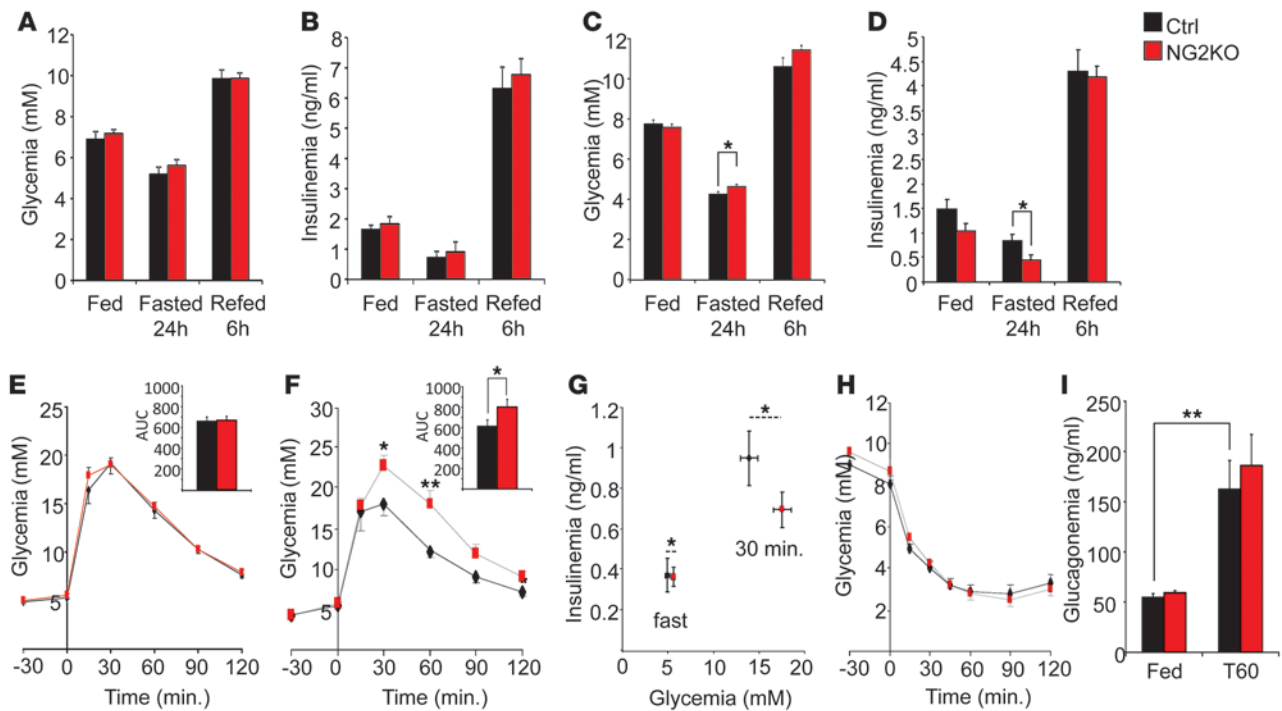 A
Glycemia (mM)
12
10
8
6
4
2
0
Fed
Fasted
24h
Refed
6h
B
Insulinemia (ng/ml)
8
7
6
5
4
3
2
1
0
Fed
Fasted
24h
Refed
6h
C
Glycemia (mM)
12
10
8
6
4
2
0
*
Fed
Fasted
24h
Refed
6h
D
Insulinemia (ng/ml)
5
4.5
4
3.5
3
2.5
2
1.5
1
0.5
0
*
Fed
Fasted
24h
Refed
6h
Ctrl
NG2KO
E
Glycemia (mM)
25
20
15
10
5
-30
0
30
60
90
120
Time (min.)
AUC
1000
800
600
400
200
F
Glycemia (mM)
30
25
20
15
10
5
*
**
*
-30
0
30
60
90
120
Time (min.)
AUC
1000
800
600
400
200
*
G
Insulinemia (ng/ml)
1.2
1
0.8
0.6
0.4
0.2
0
5
10
15
20
*
fast
*
30 min.
Glycemia (mM)
H
Glycemia (mM)
12
10
8
6
4
2
-30
0
30
60
90
120
Time (min.)
I
Glucagonemia (ng/ml)
250
200
150
100
50
0
**
Fed
T60